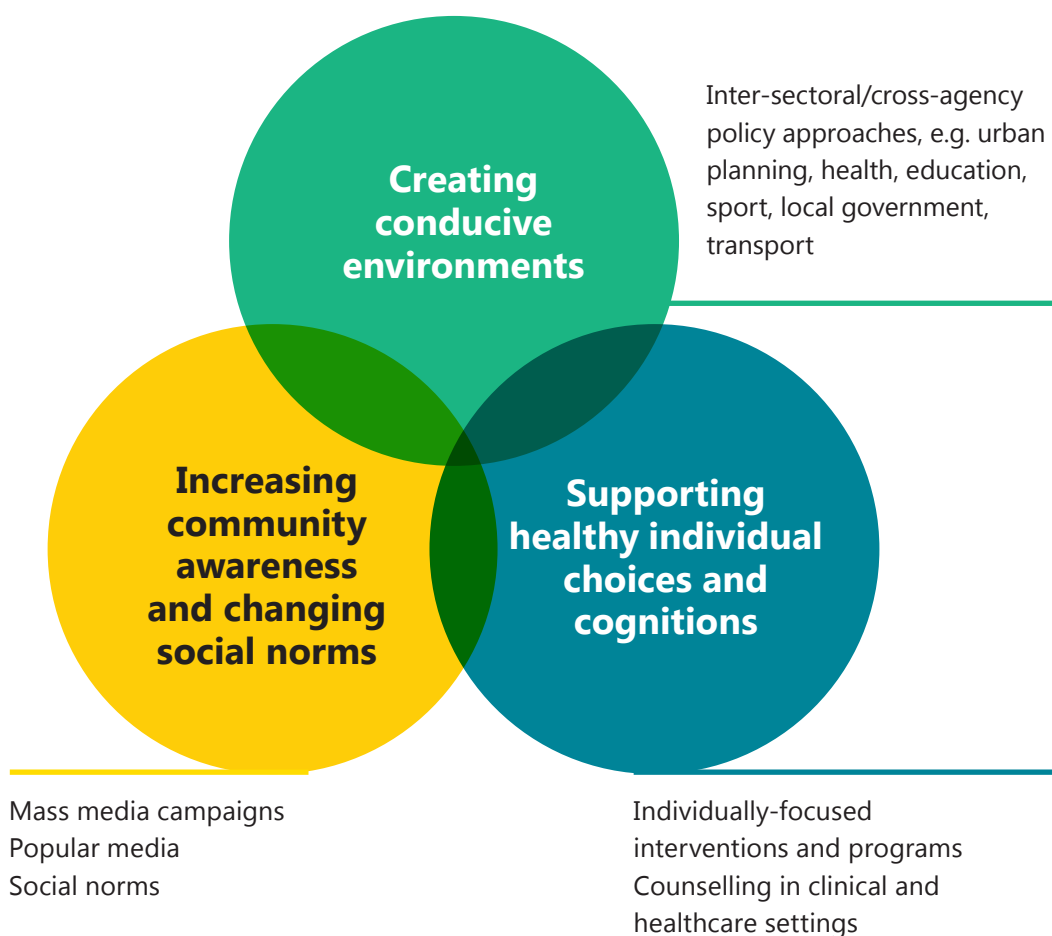 Inter-sectoral/cross-agency
policy approaches, e.g. urban
planning, health, education,
sport, local government,
transport
Creating
conducive
environments
Increasing
community
awareness
and changing
social norms
Supporting
healthy individual
choices and
cognitions
Mass media campaigns
Popular media
Social norms
Individually-focused
interventions and programs
Counselling in clinical and
healthcare settings